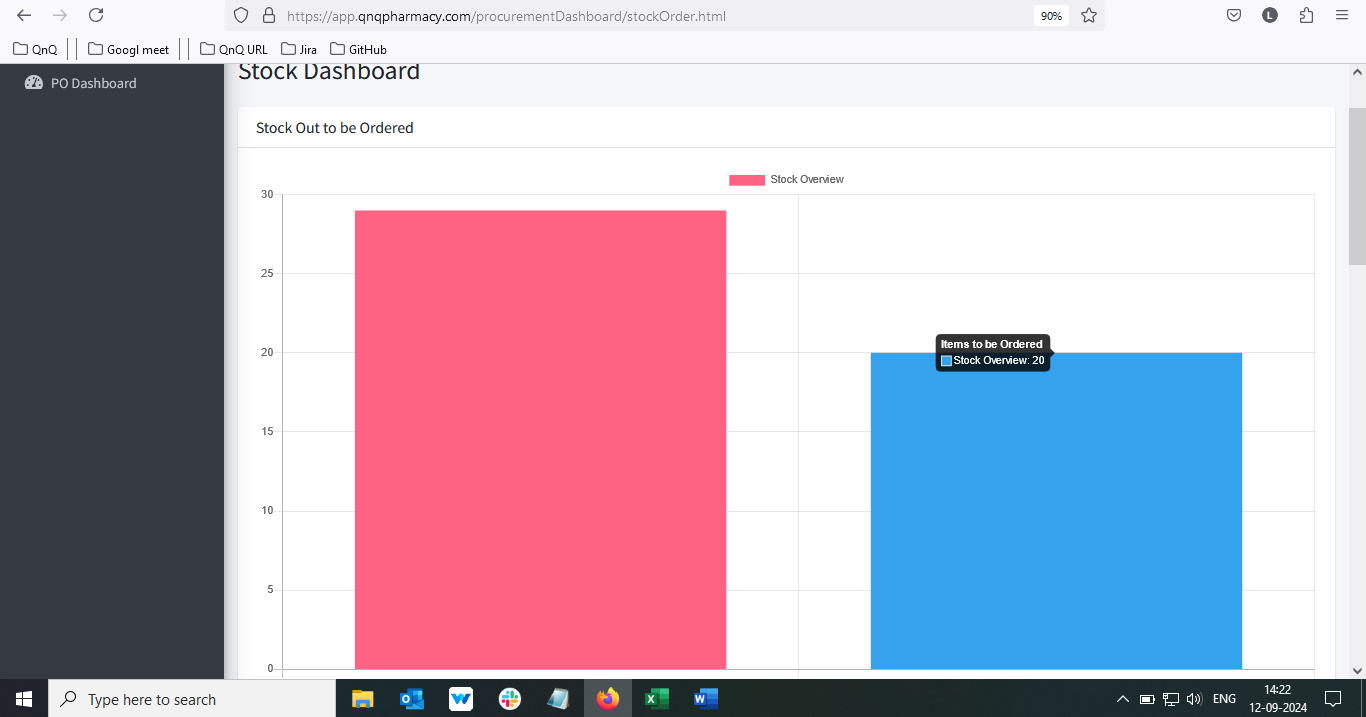 https://app.qnqpharmacy.com/procurementDashboard/stockOrder.html
90%
L
QnQ
Googl meet
QnQ URL
Jira
GitHub
PO Dashboard
Stock Dashboard
Stock Out to be Ordered
Stock Overview
30
25
20
15
10
5
0
Items to be Ordered
Stock Overview: 20
Type here to search
ENG
14:22
12-09-2024